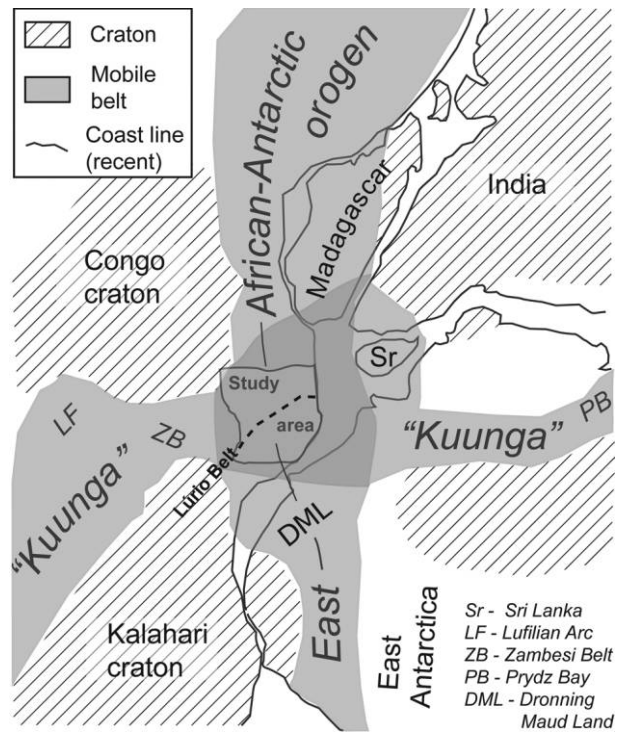 Craton
Mobile
belt
Coast line
(recent)
African-Antarctic
orogen
Madagascar
India
Congo
craton
Sr
Study
area
LF
ZB
"Kuunga"
Lúrio Belt
"Kuunga"
PB
DML
East
Kalahari
craton
East
Antarctica
Sr - Sri Lanka
LF - Lufilian Arc
ZB - Zambesi Belt
PB - Prydz Bay
DML - Dronning
Maud Land